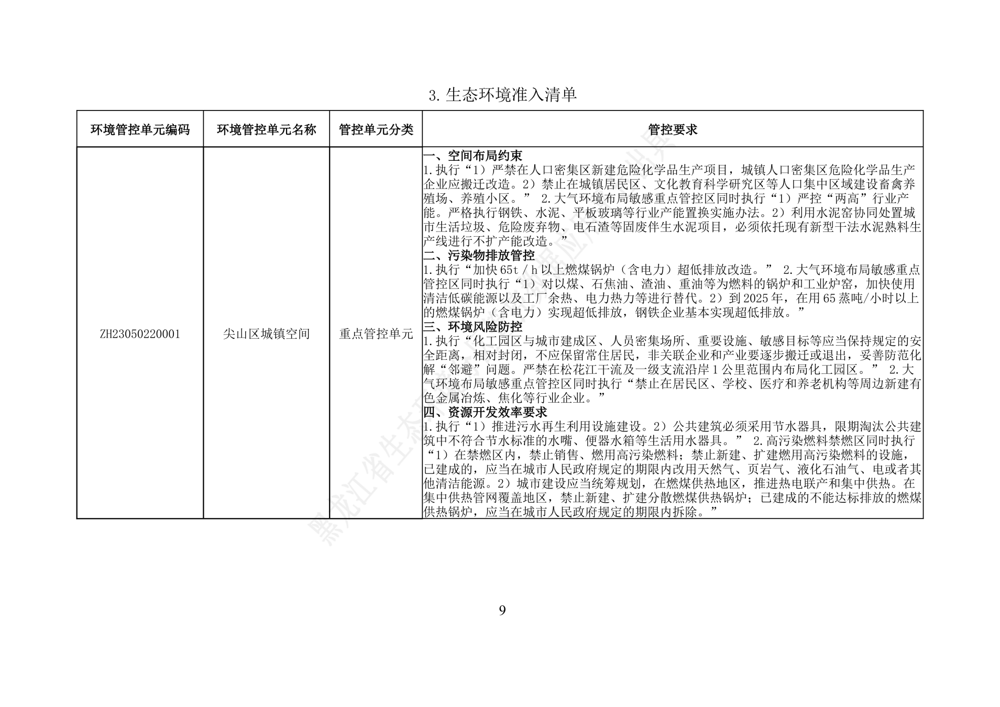 3. 生态环境准入清单
环境管控单元编码 环境管控单元名称 管控单元分类 管控要求
ZH23050220001 尖山区城镇空间 重点管控单元
一、空间布局约束
1.执行“1）严禁在人口密集区新建危险化学品生产项目，城镇人口密集区危险化学品生产
企业应搬迁改造。2）禁止在城镇居民区、文化教育科学研究区等人口集中区域建设畜禽养
殖场、养殖小区。” 2.大气环境布局敏感重点管控区同时执行“1）严控“两高”行业产
能。严格执行钢铁、水泥、平板玻璃等行业产能置换实施办法。2）利用水泥窑协同处置城
市生活垃圾、危险废弃物、电石渣等固废伴生水泥项目，必须依托现有新型干法水泥熟料生
产线进行不扩产能改造。”
二、污染物排放管控
1.执行“加快 65t／h 以上燃煤锅炉（含电力）超低排放改造。” 2.大气环境布局敏感重点
管控区同时执行“1）对以煤、石焦油、渣油、重油等为燃料的锅炉和工业炉窑，加快使用
清洁低碳能源以及工厂余热、电力热力等进行替代。2）到 2025 年，在用 65 蒸吨/小时以上
的燃煤锅炉（含电力）实现超低排放，钢铁企业基本实现超低排放。”
三、环境风险防控
1.执行“化工园区与城市建成区、人员密集场所、重要设施、敏感目标等应当保持规定的安
全距离，相对封闭，不应保留常住居民，非关联企业和产业要逐步搬迁或退出，妥善防范化
解“邻避”问题。严禁在松花江干流及一级支流沿岸 1 公里范围内布局化工园区。” 2.大
气环境布局敏感重点管控区同时执行“禁止在居民区、学校、医疗和养老机构等周边新建有
色金属冶炼、焦化等行业企业。”
四、资源开发效率要求
1.执行“1）推进污水再生利用设施建设。2）公共建筑必须采用节水器具，限期淘汰公共建
筑中不符合节水标准的水嘴、便器水箱等生活用水器具。” 2.高污染燃料禁燃区同时执行
“1）在禁燃区内，禁止销售、燃用高污染燃料；禁止新建、扩建燃用高污染燃料的设施，
已建成的，应当在城市人民政府规定的期限内改用天然气、页岩气、液化石油气、电或者其
他清洁能源。2）城市建设应当统筹规划，在燃煤供热地区，推进热电联产和集中供热。在
集中供热管网覆盖地区，禁止新建、扩建分散燃煤供热锅炉；已建成的不能达标排放的燃煤
供热锅炉，应当在城市人民政府规定的期限内拆除。”
9